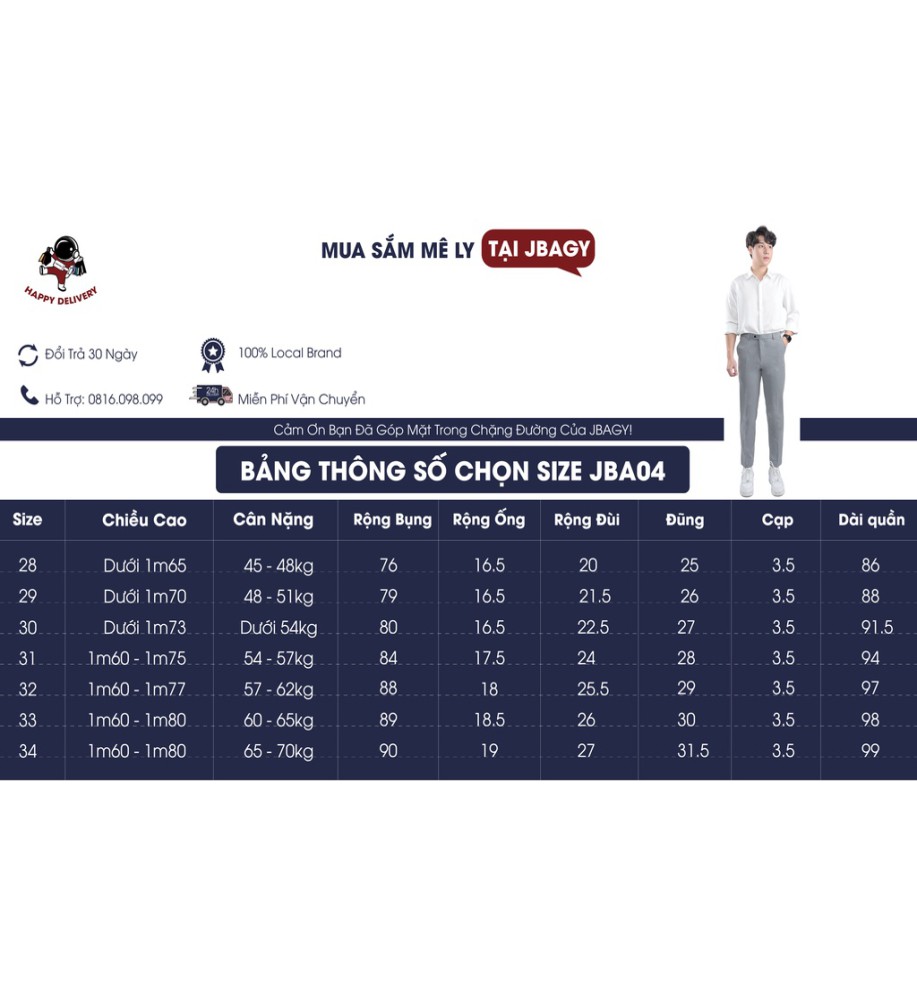 MUA SẮM MÊ LY TẠI JBAGY
HAPPY DELIVERY
Đổi Trả 30 Ngày
100% Local Brand
Hỗ Trợ: 0816.098.099
24h
Miễn Phí Vận Chuyển
Cảm Ơn Bạn Đã Góp Mặt Trong Chặng Đường Của JBAGY!
BẢNG THÔNG SỐ CHỌN SIZE JBA04
Size Chiều Cao Cân Nặng Rộng Bụng Rộng Ống Rộng Đùi Đũng Cạp Dài quần
28 Dưới 1m65 45 - 48kg 76 16.5 20 25 3.5 86
29 Dưới 1m70 48 - 51kg 79 16.5 21.5 26 3.5 88
30 Dưới 1m73 Dưới 54kg 80 16.5 22.5 27 3.5 91.5
31 1m60 - 1m75 54 - 57kg 84 17.5 24 28 3.5 94
32 1m60 - 1m77 57 - 62kg 88 18 25.5 29 3.5 97
33 1m60 - 1m80 60 - 65kg 89 18.5 26 30 3.5 98
34 1m60 - 1m80 65 - 70kg 90 19 27 31.5 3.5 99